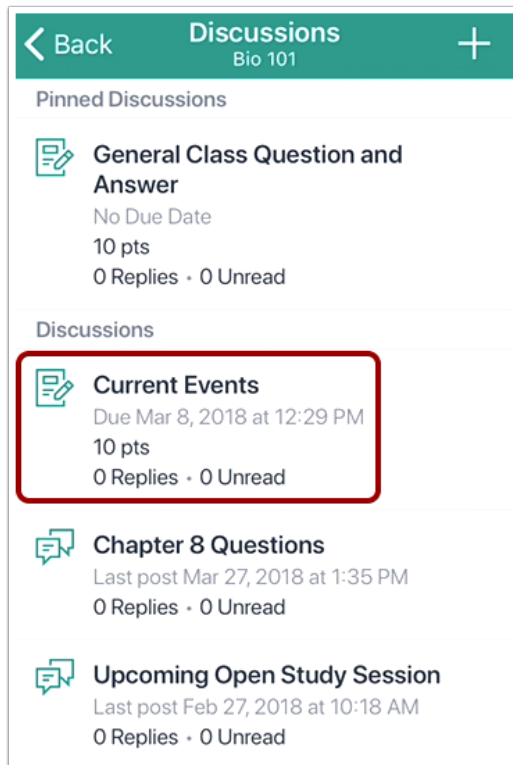 Back
Discussions
Bio 101
Pinned Discussions
General Class Question and
Answer
No Due Date
10 pts
0 Replies • 0 Unread
Discussions
Current Events
Due Mar 8, 2018 at 12:29 PM
10 pts
0 Replies • 0 Unread
Chapter 8 Questions
Last post Mar 27, 2018 at 1:35 PM
0 Replies • 0 Unread
Upcoming Open Study Session
Last post Feb 27, 2018 at 10:18 AM
0 Replies • 0 Unread